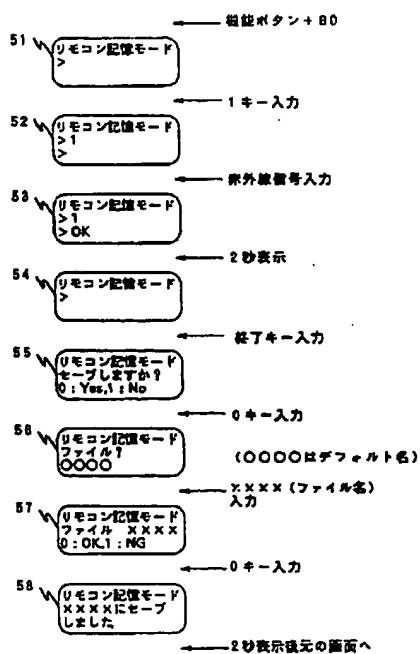 機能ボタン+80
51
リモコン記憶モード
>
1キー入力
52
リモコン記憶モード
>1
>
赤外線信号入力
53
リモコン記憶モード
>1
>OK
2秒表示
54
リモコン記憶モード
>
終了キー入力
55
リモコン記憶モード
セーブしますか?
0:Yes,1:No
0キー入力
56
リモコン記憶モード
ファイル?
○○○○
(○○○○はデフォルト名)
××××(ファイル名)
入力
57
リモコン記憶モード
ファイル ××××
0:OK,1:NG
0キー入力
58
リモコン記憶モード
××××にセーブ
しました
2秒表示後元の画面へ